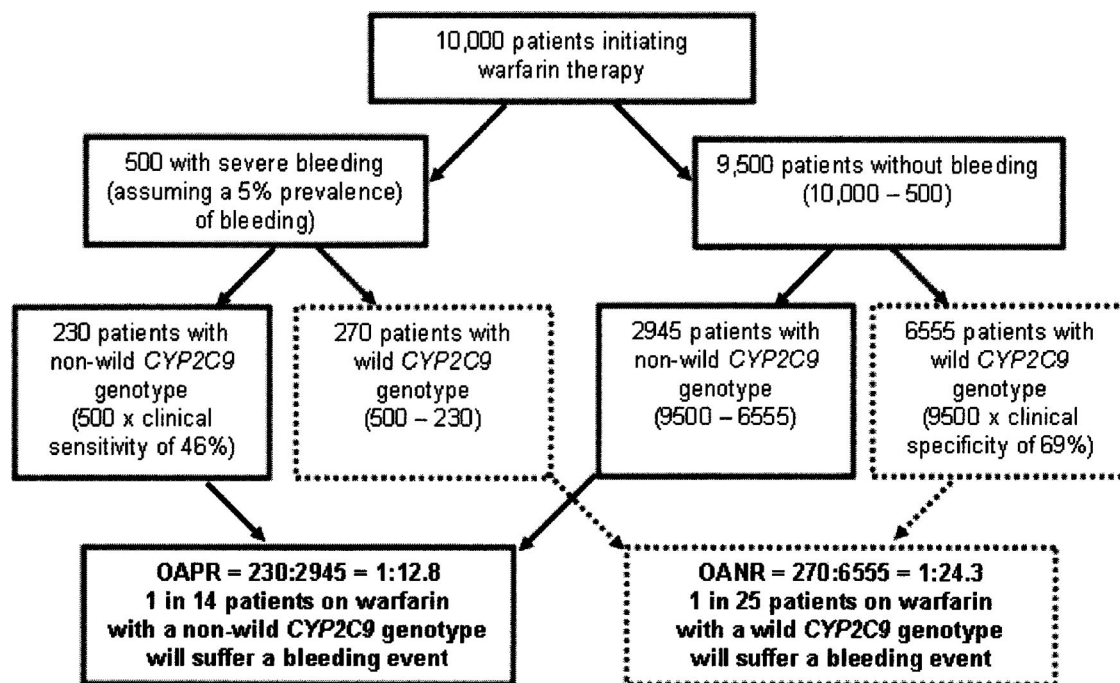 10,000 patients initiating
warfarin therapy
500 with severe bleeding
(assuming a 5% prevalence)
of bleeding)
9,500 patients without bleeding
(10,000 – 500)
230 patients with
non-wild CYP2C9
genotype
(500 x clinical
sensitivity of 46%)
270 patients with
wild CYP2C9
genotype
(500 – 230)
2945 patients with
non-wild CYP2C9
genotype
(9500 – 6555)
6555 patients with
wild CYP2C9
genotype
(9500 x clinical
specificity of 69%)
OAPR = 230:2945 = 1:12.8
1 in 14 patients on warfarin
with a non-wild CYP2C9 genotype
will suffer a bleeding event
OANR = 270:6555 = 1:24.3
1 in 25 patients on warfarin
with a wild CYP2C9 genotype
will suffer a bleeding event